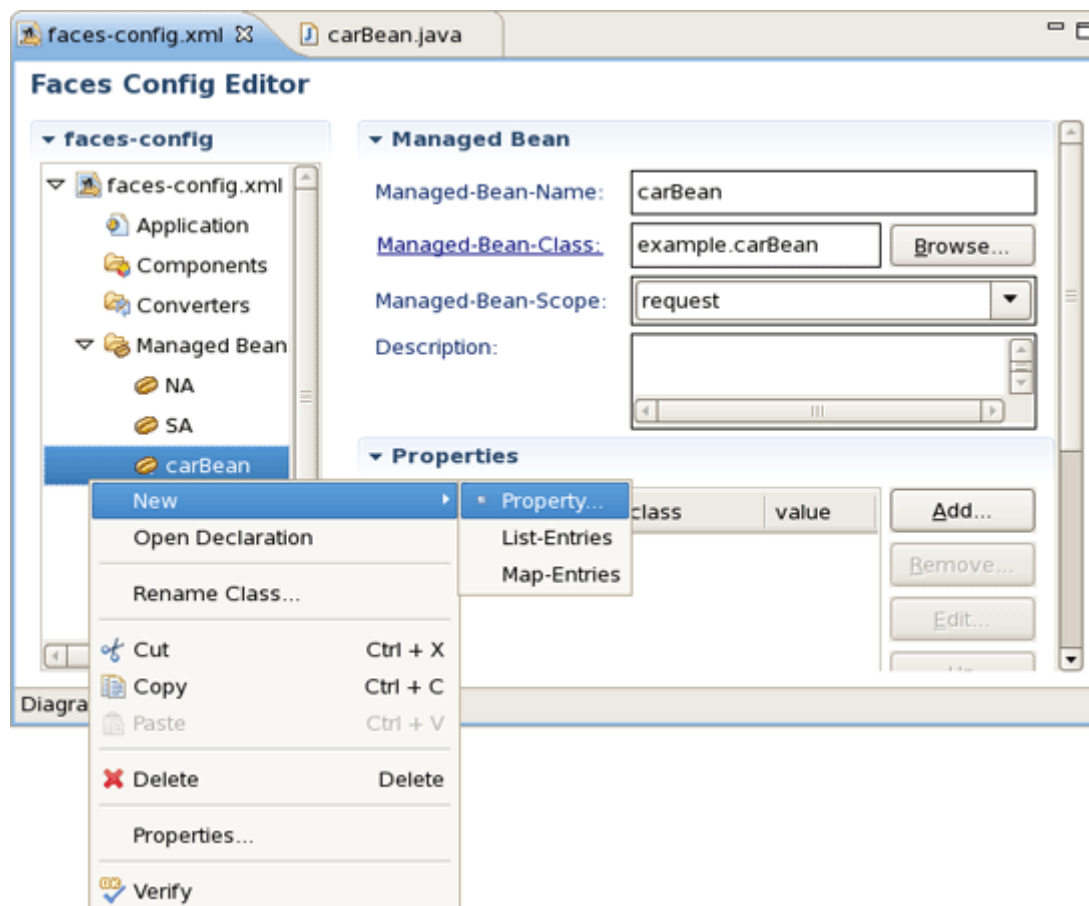 faces-config.xml
carBean.java
Faces Config Editor
faces-config
faces-config.xml
Application
Components
Converters
Managed Bean
NA
SA
carBean
Managed Bean
Managed-Bean-Name: carBean
Managed-Bean-Class: example.carBean Browse...
Managed-Bean-Scope: request
Description:
Properties
class value Add...
Remove...
Edit...
New
Open Declaration
Rename Class...
Cut Ctrl + X
Copy Ctrl + C
Paste Ctrl + V
Delete Delete
Properties...
Verify
Property...
List-Entries
Map-Entries
Diagra